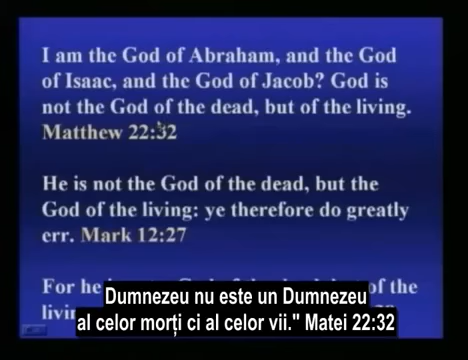 I am the God of Abraham, and the God
of Isaac, and the God of Jacob? God is
not the God of the dead, but of the living.
Matthew 22:32
He is not the God of the dead, but the
God of the living: ye therefore do greatly
err. Mark 12:27
For he of the
livin
Dumnezeu nu este un Dumnezeu
al celor morți ci al celor vii." Matei 22:32